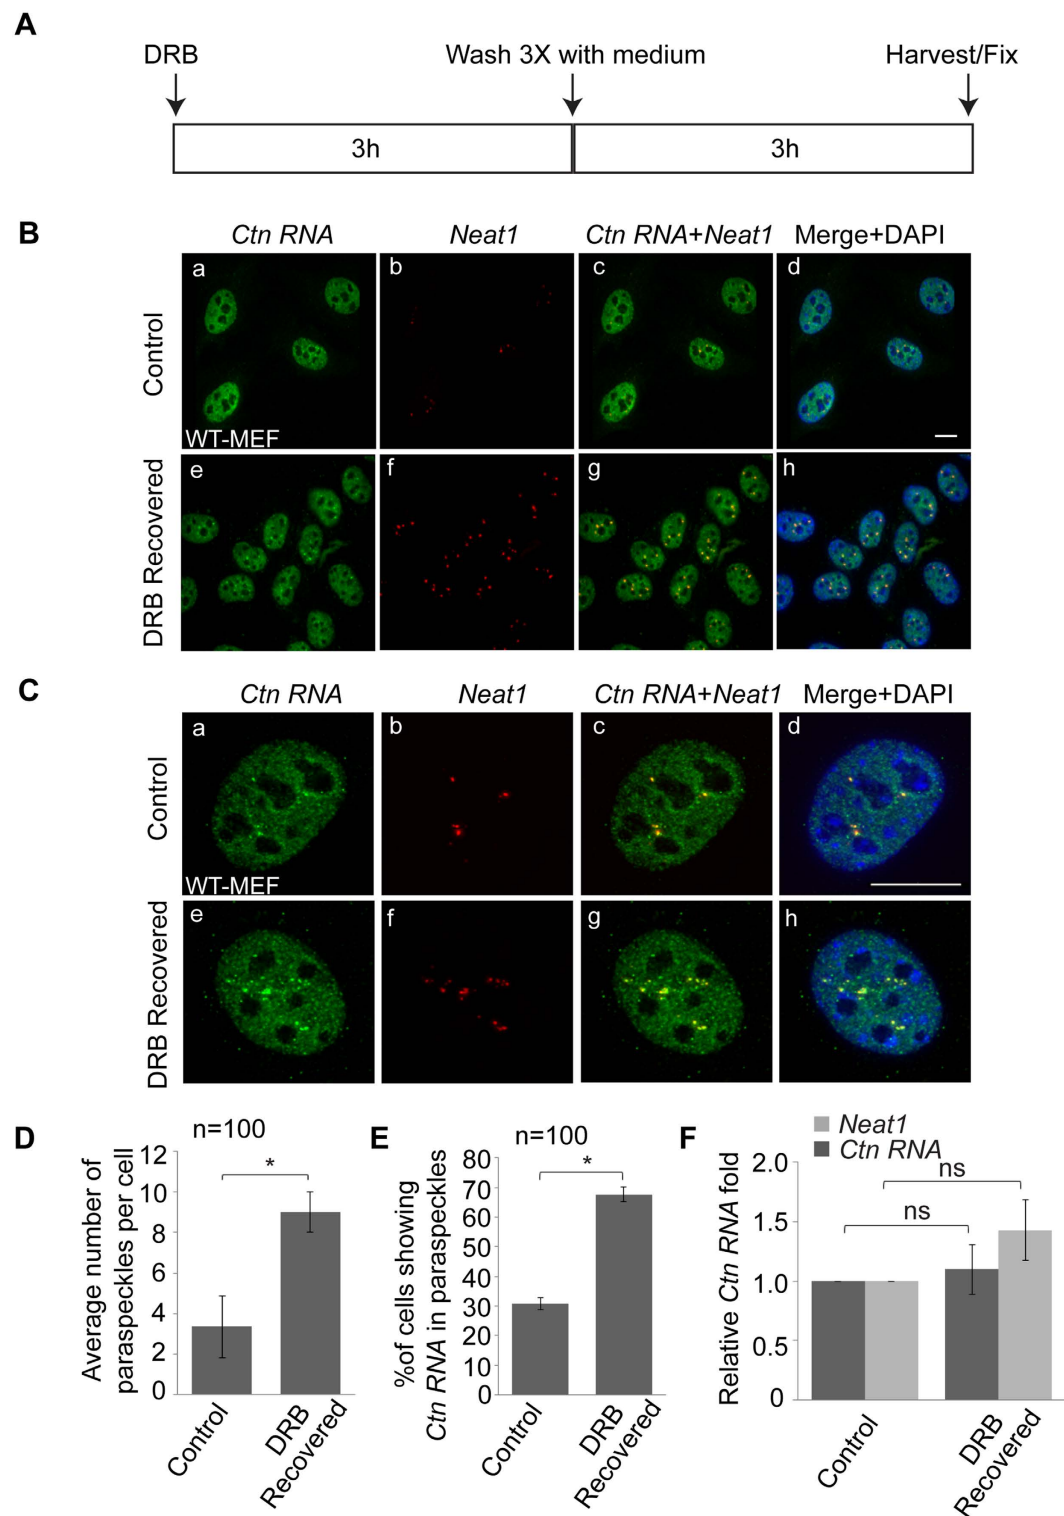 A
DRB
Wash 3X with medium
Harvest/Fix
3h
3h
B
Ctn RNA
Neat1
Ctn RNA+Neat1
Merge+DAPI
Control
a
b
c
d
WT-MEF
DRB Recovered
e
f
g
h
C
Ctn RNA
Neat1
Ctn RNA+Neat1
Merge+DAPI
Control
a
b
c
d
WT-MEF
DRB Recovered
e
f
g
h
D
n=100
Average number of
paraspeckles per cell
12
10
8
6
4
2
0
*
Control
DRB
Recovered
E
n=100
%of cells showing
Ctn RNA in paraspeckles
80
70
60
50
40
30
20
10
0
*
Control
DRB
Recovered
F
Neat1
Ctn RNA
Relative Ctn RNA fold
2.0
1.5
1.0
0.5
0
ns
ns
Control
DRB
Recovered